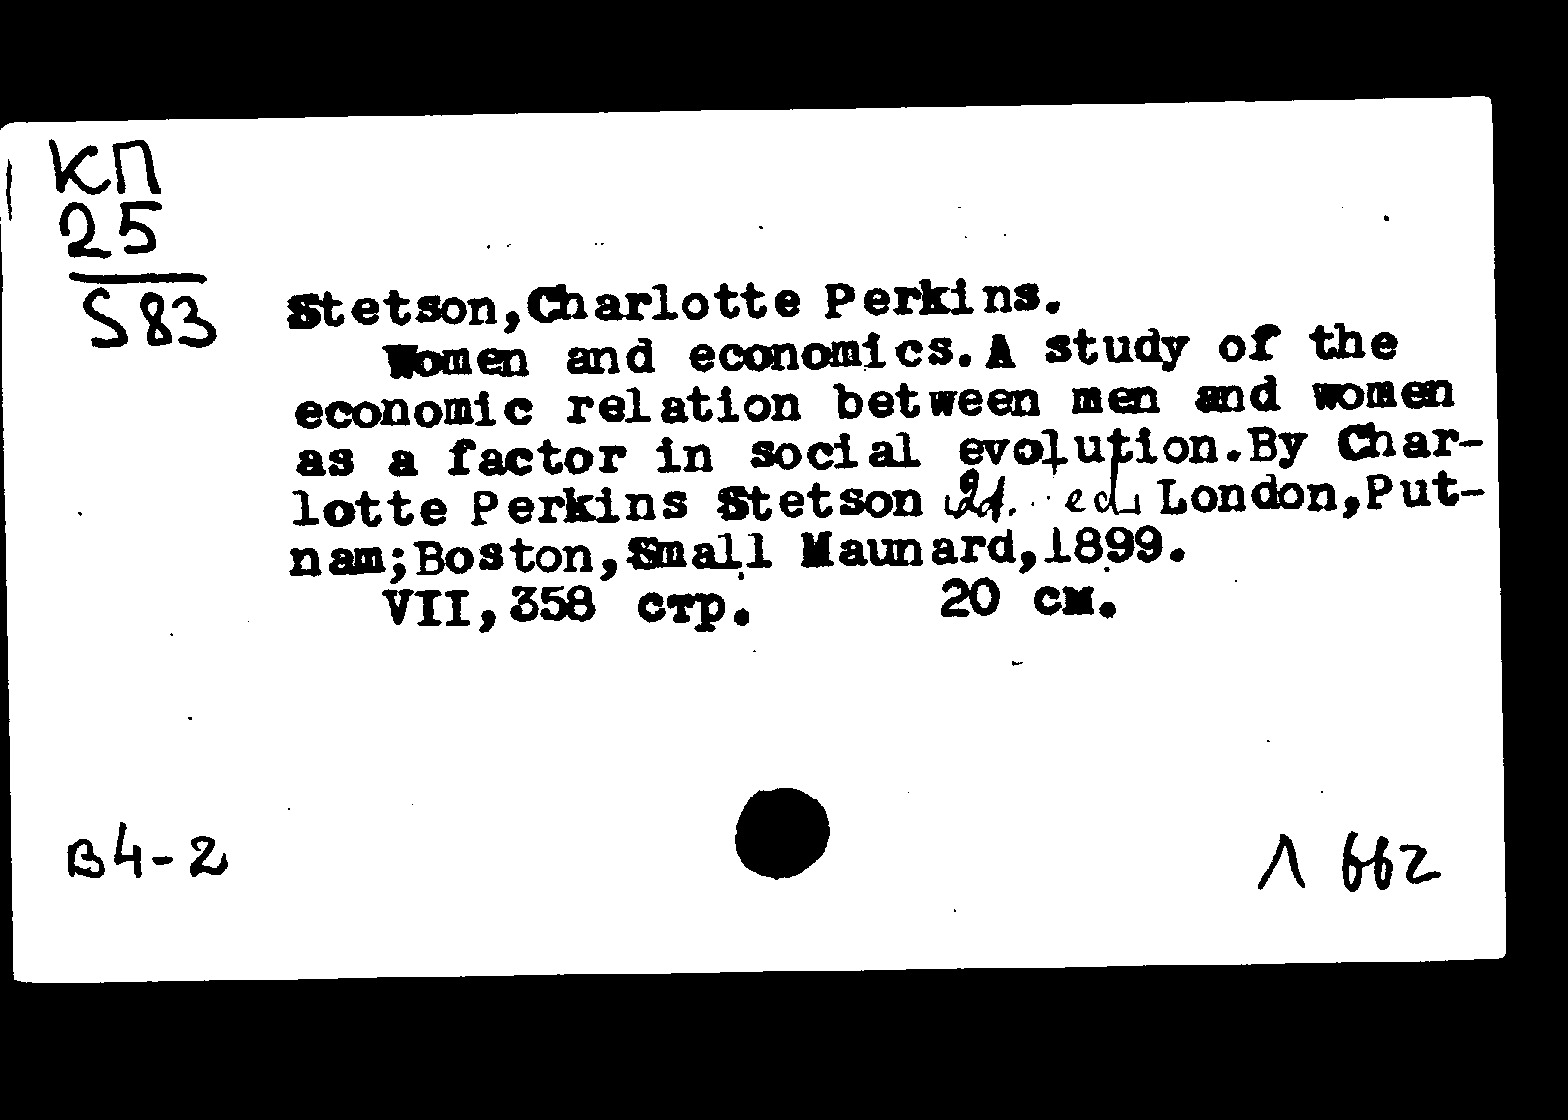 КП
25
S83
Stetson,Charlotte Perkins.
Women and economics.A study of the
economic relation between men and women
as a factor in social evolution.By Char-
lotte Perkins Stetson 2d. ed. London,Put-
nam;Boston,Small Maunard,1899.
VII,358 стр. 20 см.
В4-2
Л 662